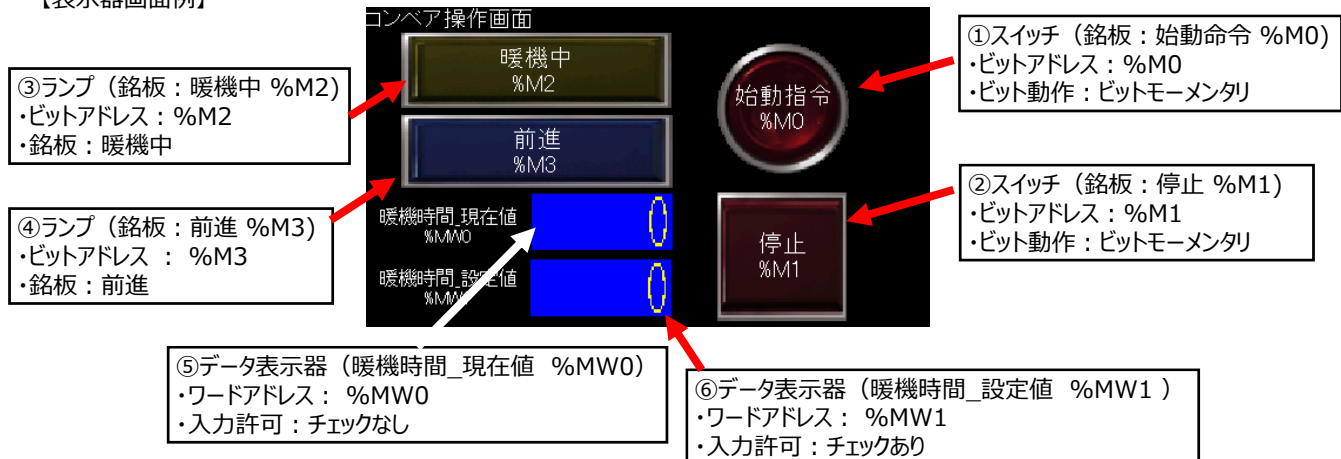 【表示器画面例】
コンベア操作画面
暖機中
%M2
前進
%M3
始動指令
%M0
停止
%M1
暖機時間_現在値
%MW0
0
暖機時間_設定値
%MW
0
①スイッチ（銘板：始動命令 %M0）
・ビットアドレス：%M0
・ビット動作：ビットモーメンタリ
②スイッチ（銘板：停止 %M1）
・ビットアドレス：%M1
・ビット動作：ビットモーメンタリ
③ランプ（銘板：暖機中 %M2）
・ビットアドレス：%M2
・銘板：暖機中
④ランプ（銘板：前進 %M3）
・ビットアドレス ： %M3
・銘板：前進
⑤データ表示器（暖機時間_現在値 %MW0）
・ワードアドレス： %MW0
・入力許可：チェックなし
⑥データ表示器（暖機時間_設定値 %MW1 ）
・ワードアドレス： %MW1
・入力許可：チェックあり